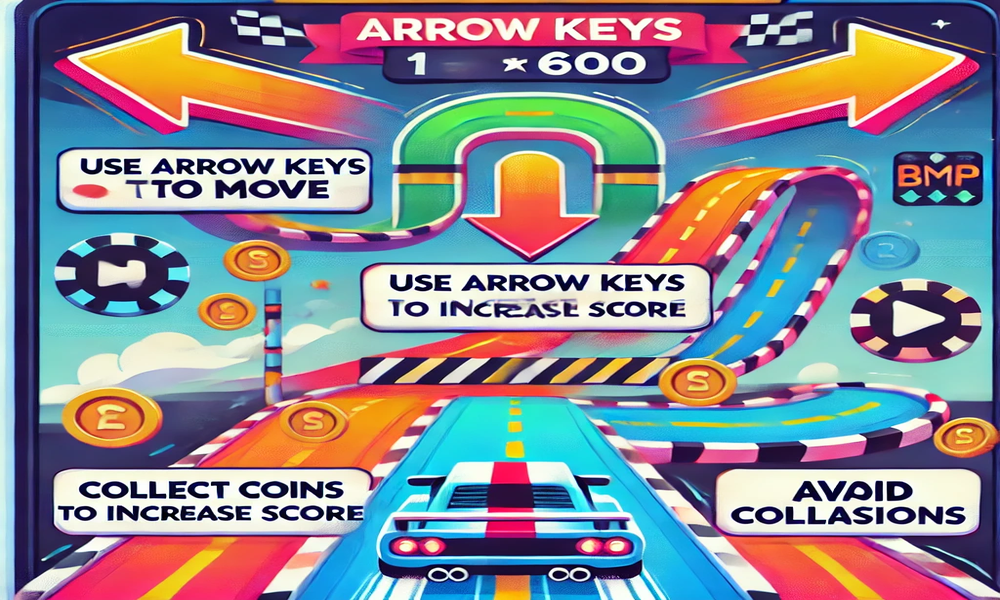 ARROW KEYS
1 ★600
USE ARROW KEYS
TTO MOVE
BMP
USE ARROW KEYS
TO INCREASE SCORE
S
£
S
£
S
S
COLLECT COINS
TO INCREASE SCORE
AVOID
COLLASIONS